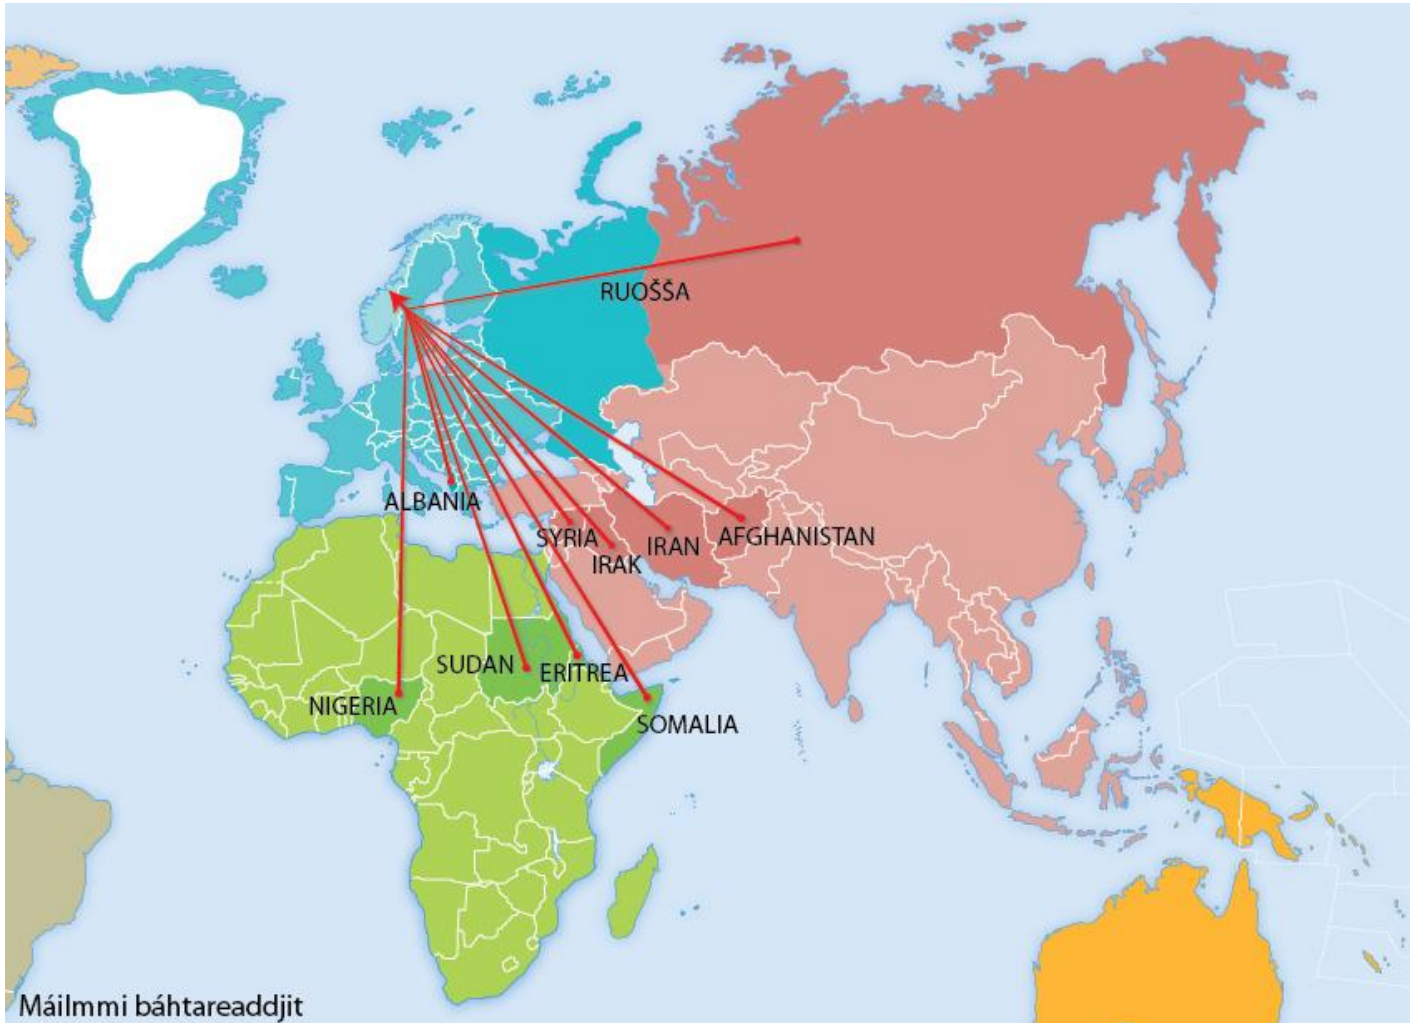 RUOŠŠA
ALBANIA
SYRIA
IRAK
IRAN
AFGHANISTAN
SUDAN
ERITREA
NIGERIA
SOMALIA
Máilmmi báhtareaddjit